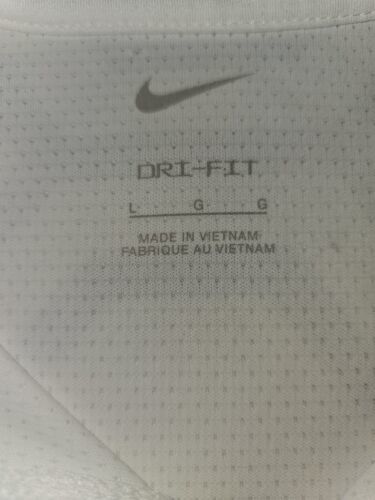 DRI-FIT
L G G
MADE IN VIETNAM
FABRIQUE AU VIETNAM